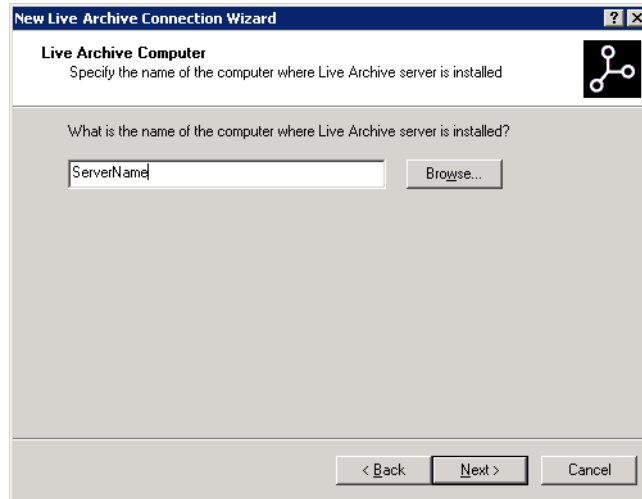 New Live Archive Connection Wizard
Live Archive Computer
Specify the name of the computer where Live Archive server is installed
What is the name of the computer where Live Archive server is installed?
ServerName
Browse...
< Back
Next >
Cancel